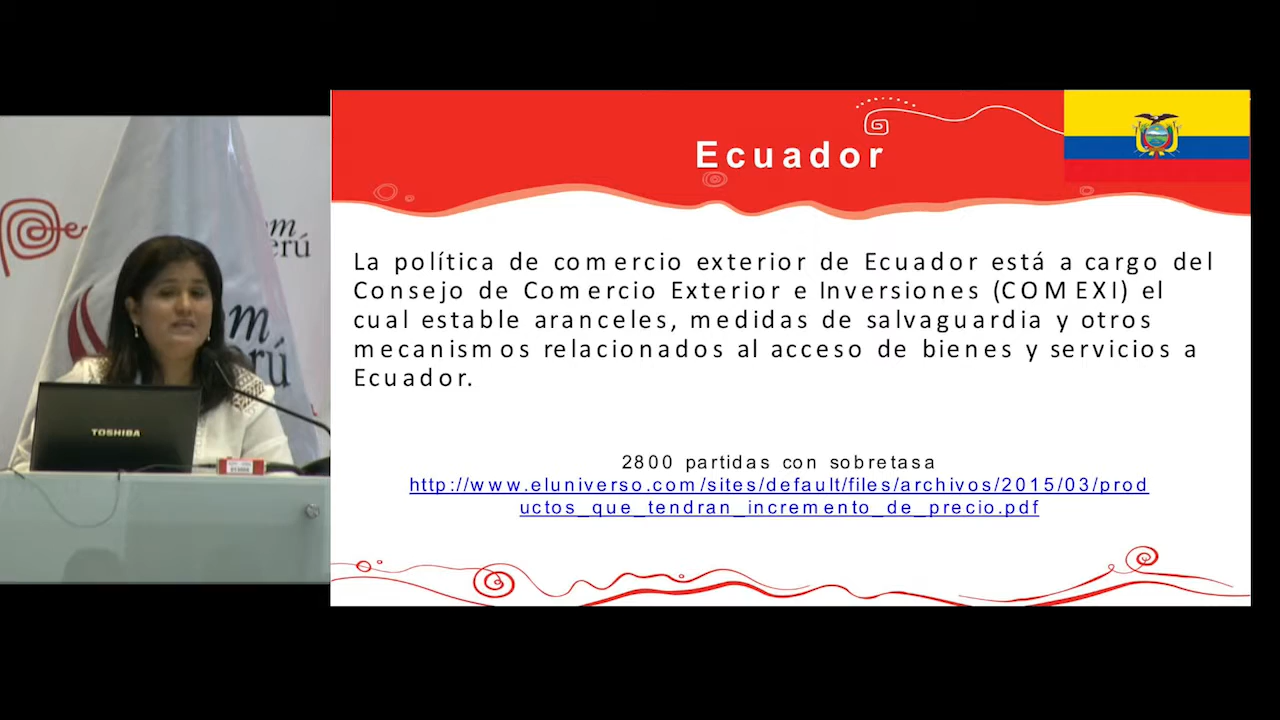 Ecuador
La política de comercio exterior de Ecuador está a cargo del
Consejo de Comercio Exterior e Inversiones (COMEXI) el
cual estable aranceles, medidas de salvaguardia y otros
mecanismos relacionados al acceso de bienes y servicios a
Ecuador.
2800 partidas con sobretasa
http://www.eluniverso.com/sites/default/files/archivos/2015/03/prod
uctos_que_tendran_incremento_de_precio.pdf
TOSHIBA